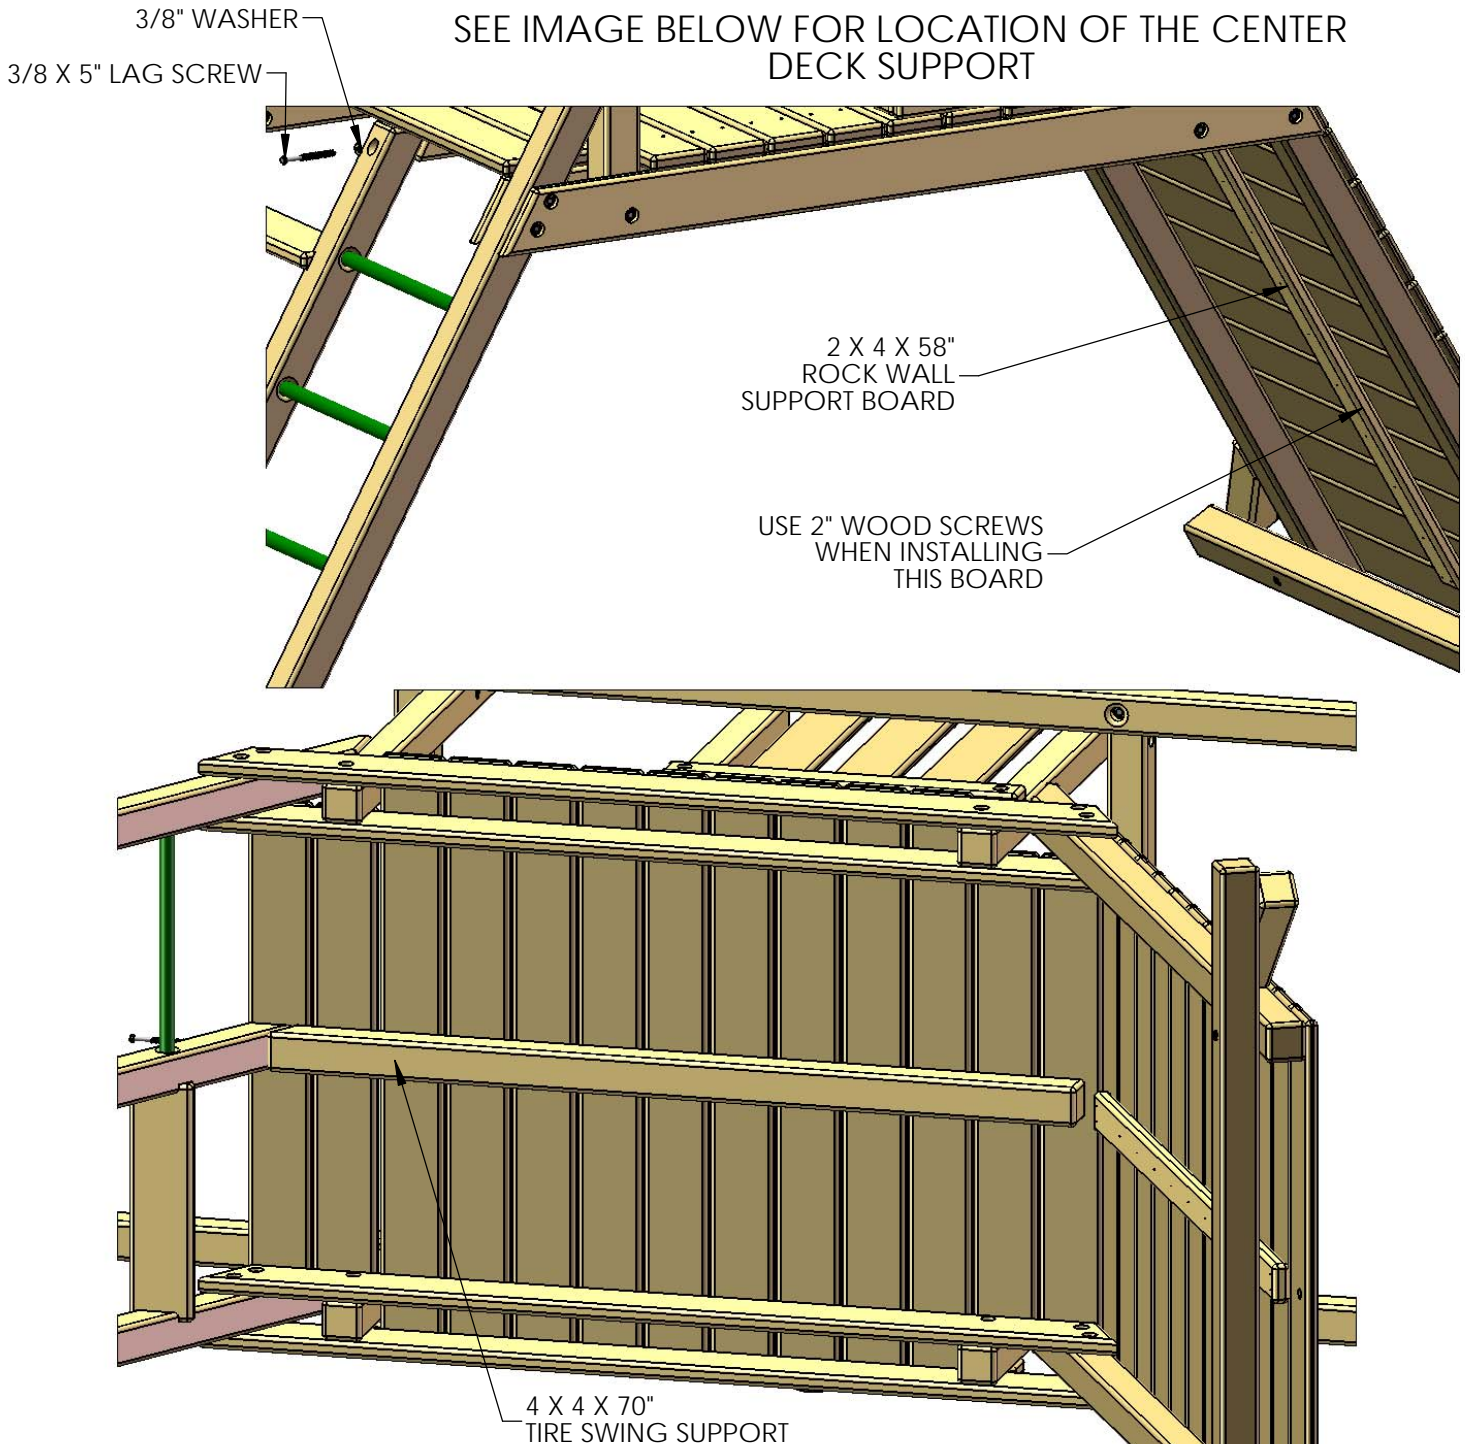 3/8" WASHER
SEE IMAGE BELOW FOR LOCATION OF THE CENTER
DECK SUPPORT
3/8 X 5" LAG SCREW
2 X 4 X 58"
ROCK WALL
SUPPORT BOARD
USE 2" WOOD SCREWS
WHEN INSTALLING
THIS BOARD
4 X 4 X 70"
TIRE SWING SUPPORT